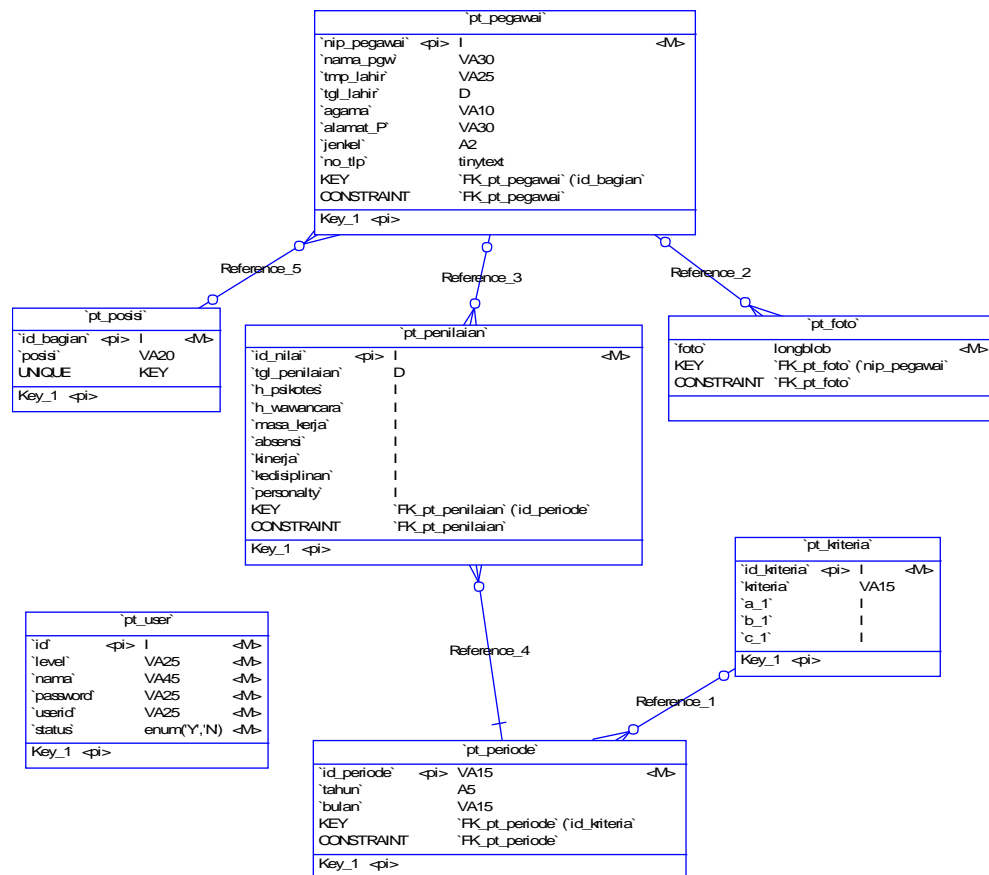 `pt_pegawai`
`nip_pegawai` <pi> I <M>
`nama_pgw` VA30
`tmp_lahir` VA25
`tgl_lahir` D
`agama` VA10
`alamat_P` VA30
`jenkel` A2
`no_tlp` tinytext
KEY `FK_pt_pegawai` (`id_bagian`
CONSTRAINT `FK_pt_pegawai`
Key_1 <pi>
Reference_5
Reference_3
Reference_2
`pt_posisi`
`id_bagian` <pi> I <M>
`posisi` VA20
UNIQUE KEY
Key_1 <pi>
`pt_penilaian`
`id_nilai` <pi> I <M>
`tgl_penilaian` D
`h_psikotes` I
`h_wawancara` I
`masa_kerja` I
`absensi` I
`kinerja` I
`kedisiplinan` I
`personalty` I
KEY `FK_pt_penilaian` (`id_periode`
CONSTRAINT `FK_pt_penilaian`
Key_1 <pi>
`pt_foto`
`foto` longblob <M>
KEY `FK_pt_foto` (`nip_pegawai`
CONSTRAINT `FK_pt_foto`
`pt_kriteria`
`id_kriteria` <pi> I <M>
`kriteria` VA15
`a_1` I
`b_1` I
`c_1` I
Key_1 <pi>
`pt_user`
`id` <pi> I <M>
`level` VA25 <M>
`nama` VA45 <M>
`password` VA25 <M>
`userid` VA25 <M>
`status` enum('Y','N') <M>
Key_1 <pi>
Reference_4
Reference_1
`pt_periode`
`id_periode` <pi> VA15 <M>
`tahun` A5
`bulan` VA15
KEY `FK_pt_periode` (`id_kriteria`
CONSTRAINT `FK_pt_periode`
Key_1 <pi>